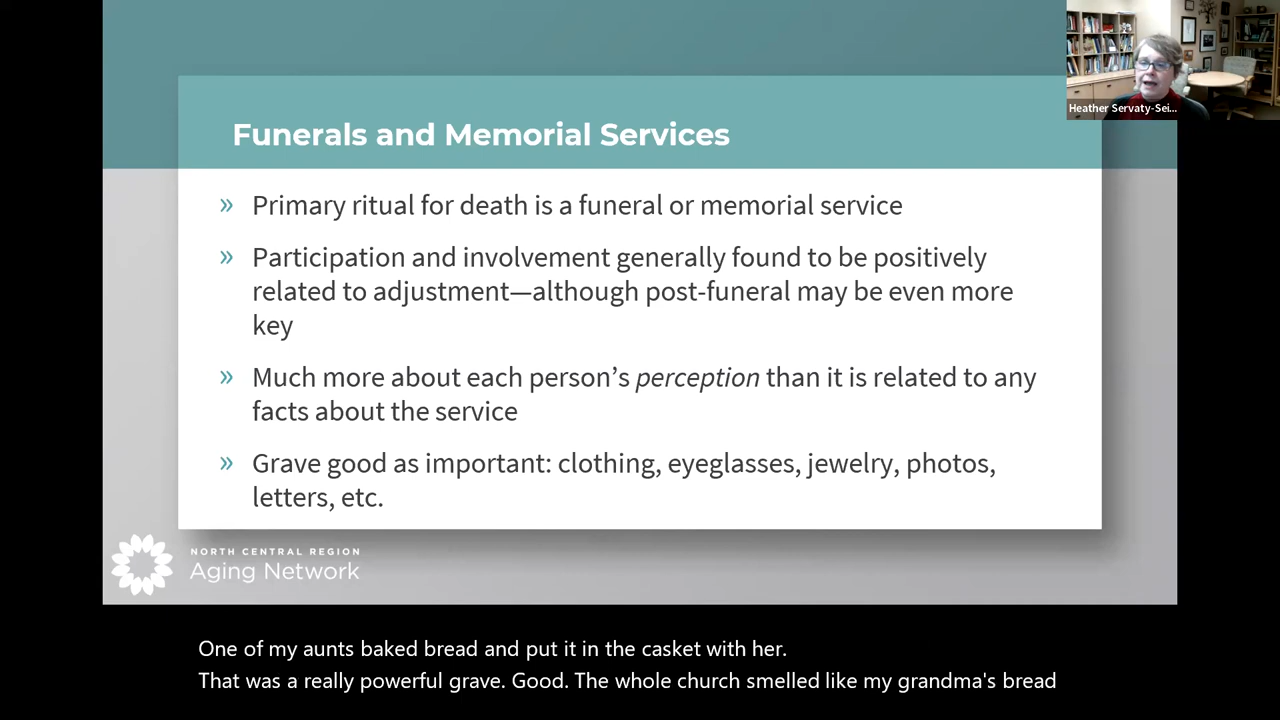 Heather Servaty-Sei...
Funerals and Memorial Services
» Primary ritual for death is a funeral or memorial service
» Participation and involvement generally found to be positively
related to adjustment—although post-funeral may be even more
key
» Much more about each person’s perception than it is related to any
facts about the service
» Grave good as important: clothing, eyeglasses, jewelry, photos,
letters, etc.
NORTH CENTRAL REGION
Aging Network
One of my aunts baked bread and put it in the casket with her.
That was a really powerful grave. Good. The whole church smelled like my grandma's bread